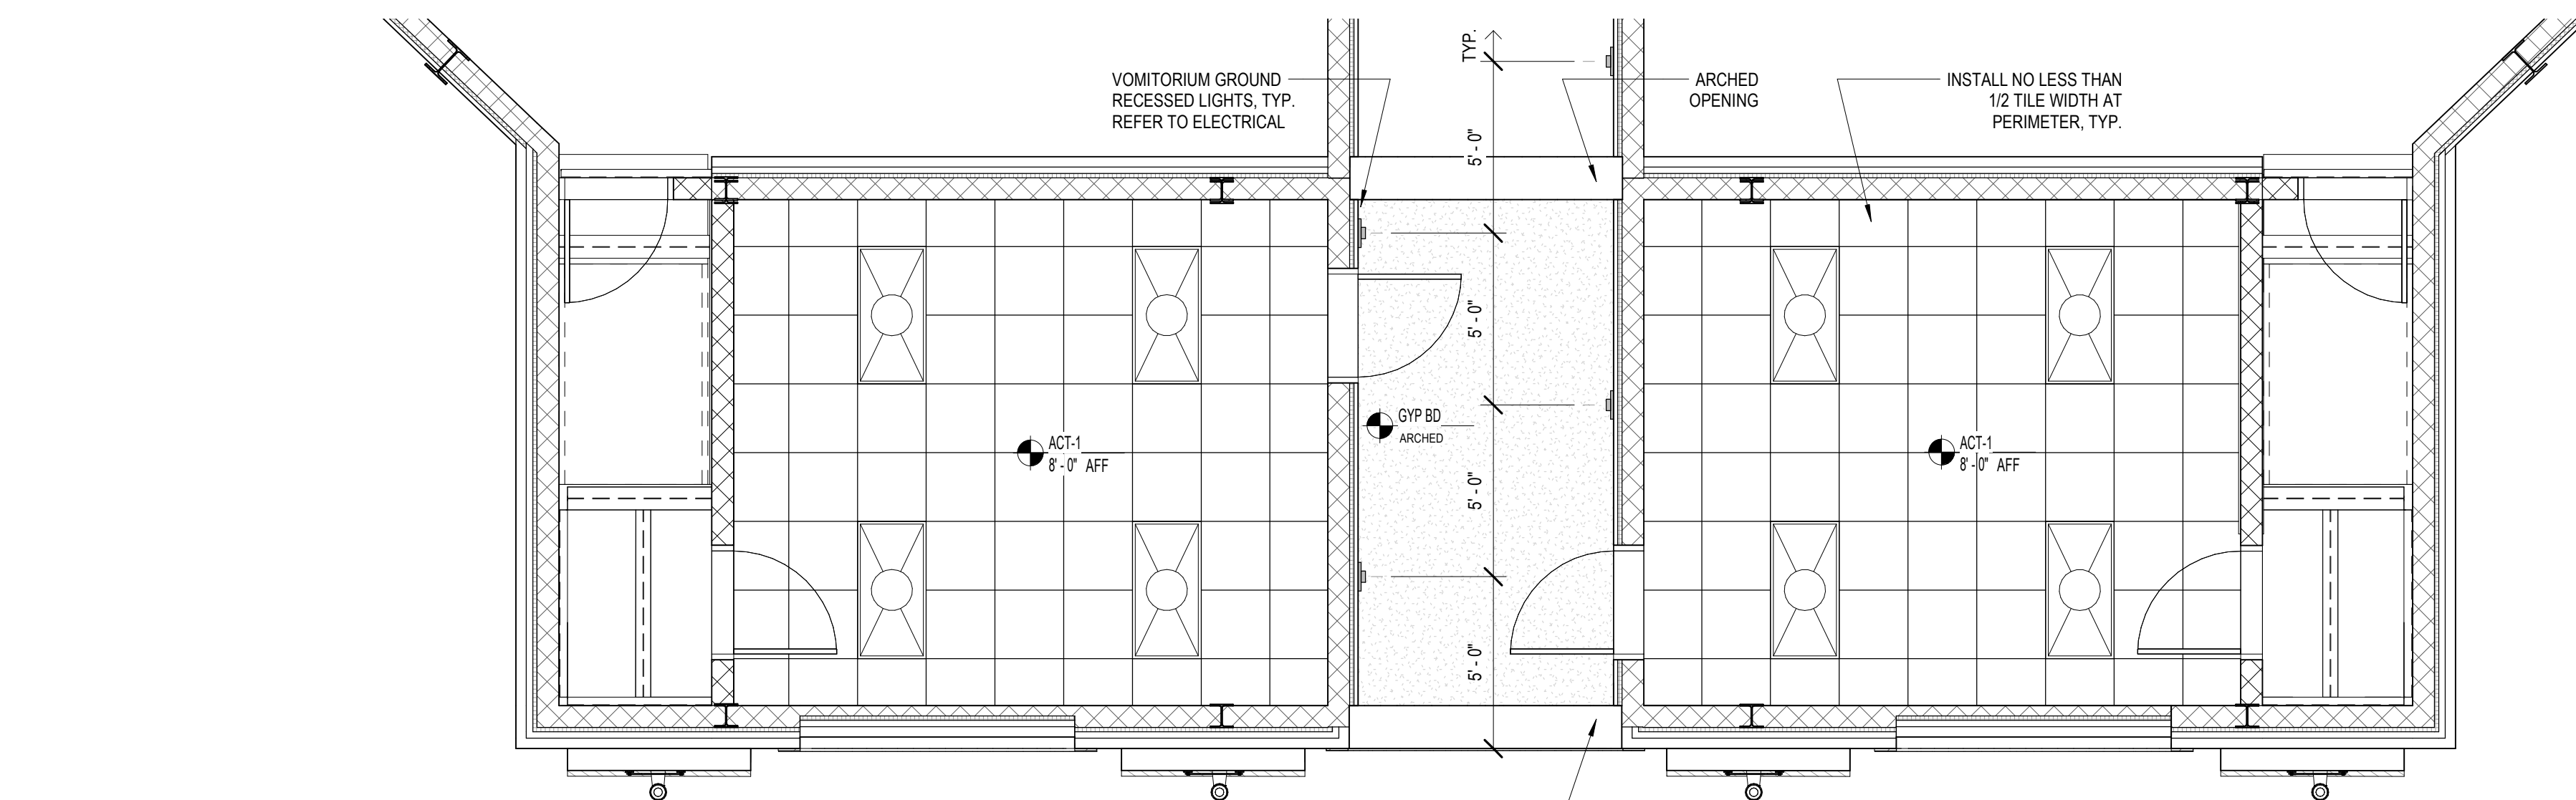 TYP.
VOMITORIUM GROUND
RECESSED LIGHTS, TYP.
REFER TO ELECTRICAL
ARCHED
OPENING
INSTALL NO LESS THAN
1/2 TILE WIDTH AT
PERIMETER, TYP.
5' - 0"
5' - 0"
GYP BD
ARCHED
ACT-1
8' - 0" AFF
ACT-1
8' - 0" AFF
5' - 0"
5' - 0"